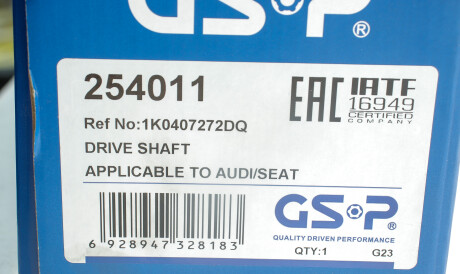 GSP®
254011
EAC IATF
16949
CERTIFIED
COMPANY
Ref No:1K0407272DQ
DRIVE SHAFT
APPLICABLE TO AUDI/SEAT
6 928947 328183
GSP®
QUALITY DRIVEN PERFORMANCE
QTY:1 G23